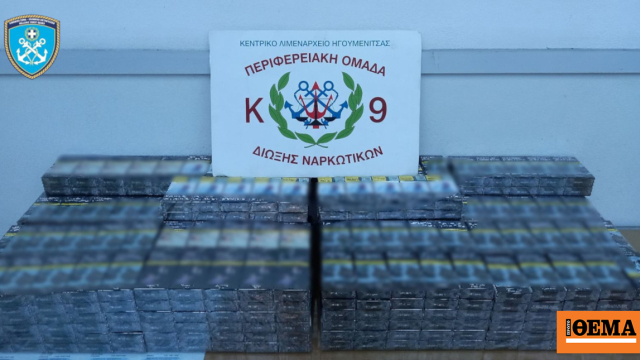 ΚΕΝΤΡΙΚΟ ΛΙΜΕΝΑΡΧΕΙΟ ΗΓΟΥΜΕΝΙΤΣΑΣ
ΠΕΡΙΦΕΡΕΙΑΚΗ ΟΜΑΔΑ
Κ 9
ΔΙΩΞΗΣ ΝΑΡΚΩΤΙΚΩΝ
ΘΕΜΑ